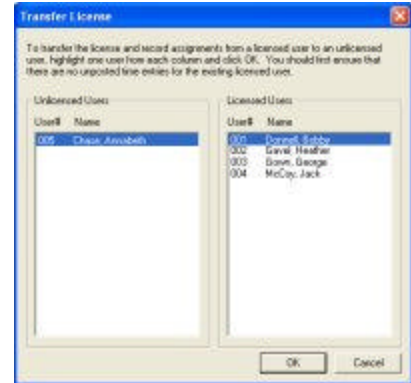 Transfer License
To transfer the license and record assignments from a licensed user to an unlicensed
user, highlight one user from each column and click OK. You should first ensure that
there are no unposted time entries for the existing licensed user.
Unlicensed Users
User# Name
005 Chase, Annabeth
Licensed Users
User# Name
001 Donnell, Bobby
002 Gavel, Heather
003 Gown, George
004 McCoy, Jack
OK Cancel